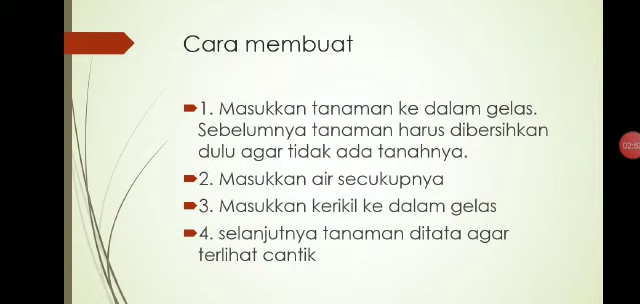 Cara membuat
1. Masukkan tanaman ke dalam gelas.
Sebelumnya tanaman harus dibersihkan
dulu agar tidak ada tanahnya.
2. Masukkan air secukupnya
3. Masukkan kerikil ke dalam gelas
4. selanjutnya tanaman ditata agar
terlihat cantik